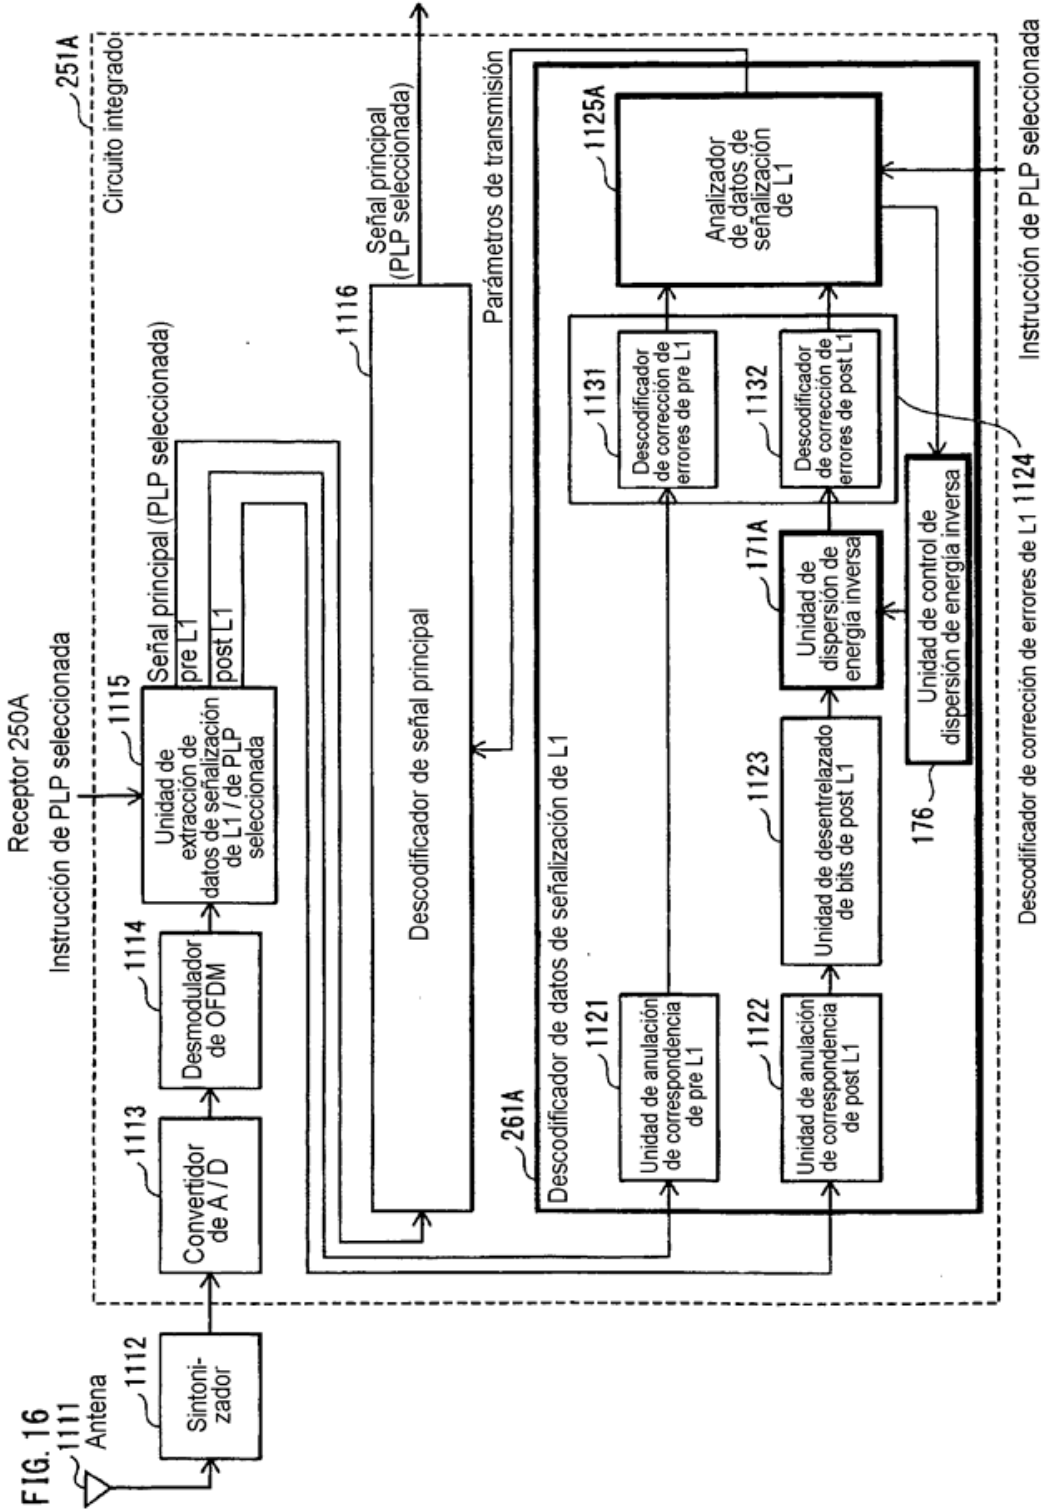 FIG. 16
Receptor 250A
1111
Antena
1112
Sintoni-
zador
1113
Convertidor
de A / D
1114
Desmodulador
de OFDM
Instrucción de PLP seleccionada
1115
Unidad de
extracción de
datos de señalización
de L1 / de PLP
seleccionada
Señal principal (PLP seleccionada)
pre L1
post L1
251A
Circuito integrado
1116
Descodificador de señal principal
Señal principal
(PLP seleccionada)
Parámetros de transmisión
261A
Descodificador de datos de señalización de L1
1121
Unidad de anulación
de correspondencia
de pre L1
1131
Descodificador
de corrección de
errores de pre L1
1125A
Analizador
de datos de
señalización
de L1
1122
Unidad de anulación
de correspondencia
de post L1
1123
Unidad de desentrelazado
de bits de post L1
171A
Unidad de
dispersión de
energía inversa
1132
Descodificador
de corrección de
errores de post L1
176
Unidad de control de
dispersión de energía inversa
Descodificador de corrección de errores de L1 1124
Instrucción de PLP seleccionada